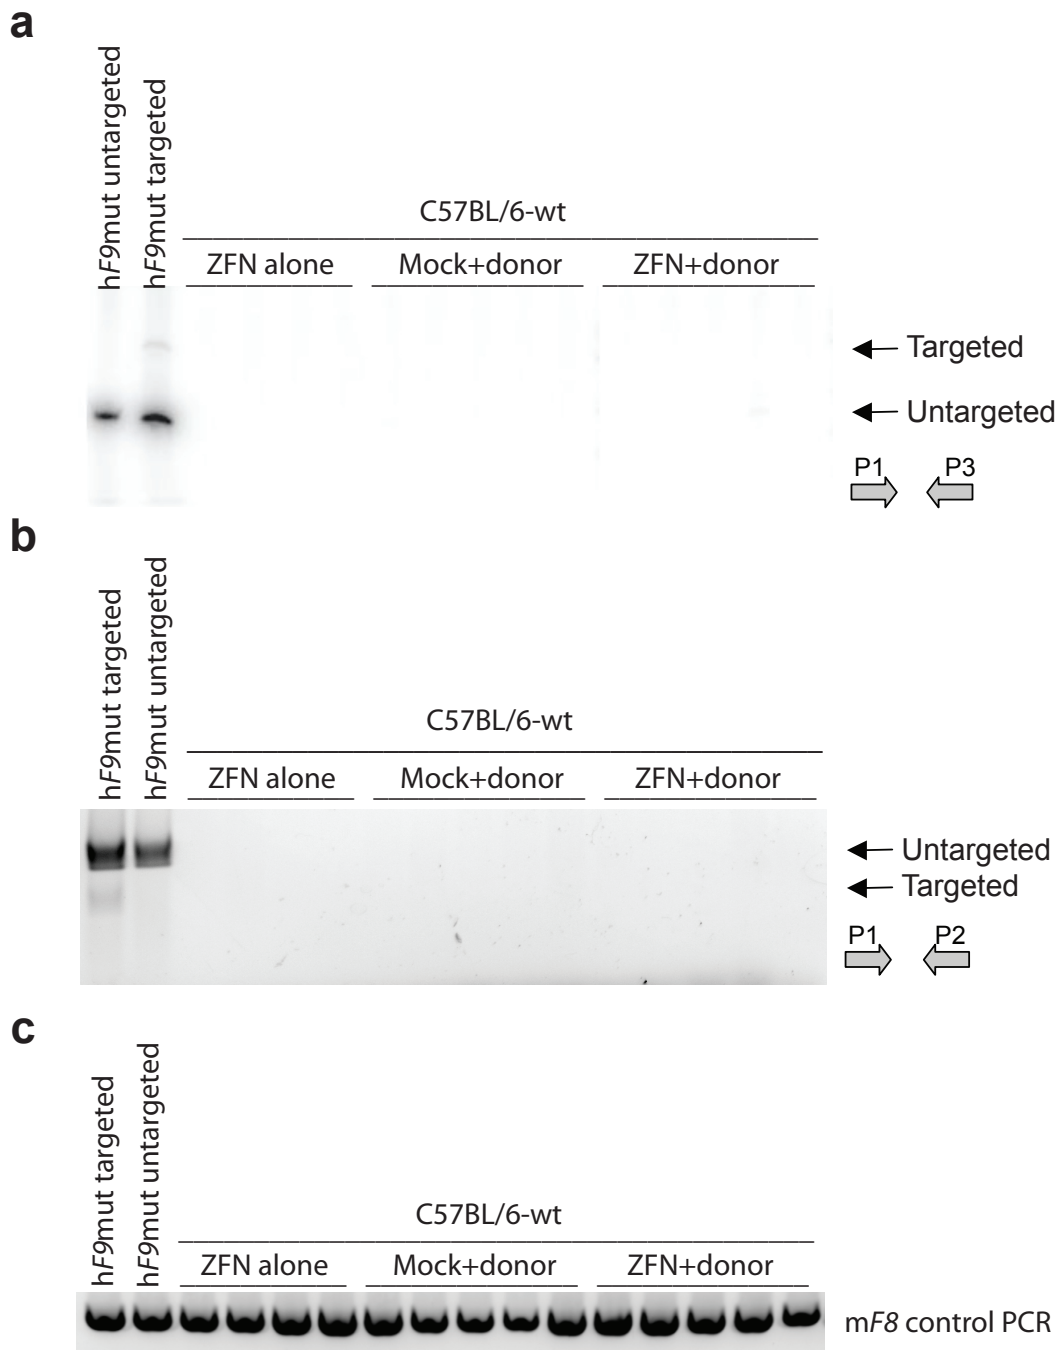 a
hF9mut untargeted
hF9mut targeted
C57BL/6-wt
ZFN alone
Mock+donor
ZFN+donor
Targeted
Untargeted
P1
P3
b
hF9mut targeted
hF9mut untargeted
C57BL/6-wt
ZFN alone
Mock+donor
ZFN+donor
Untargeted
Targeted
P1
P2
c
hF9mut targeted
hF9mut untargeted
C57BL/6-wt
ZFN alone
Mock+donor
ZFN+donor
mF8 control PCR